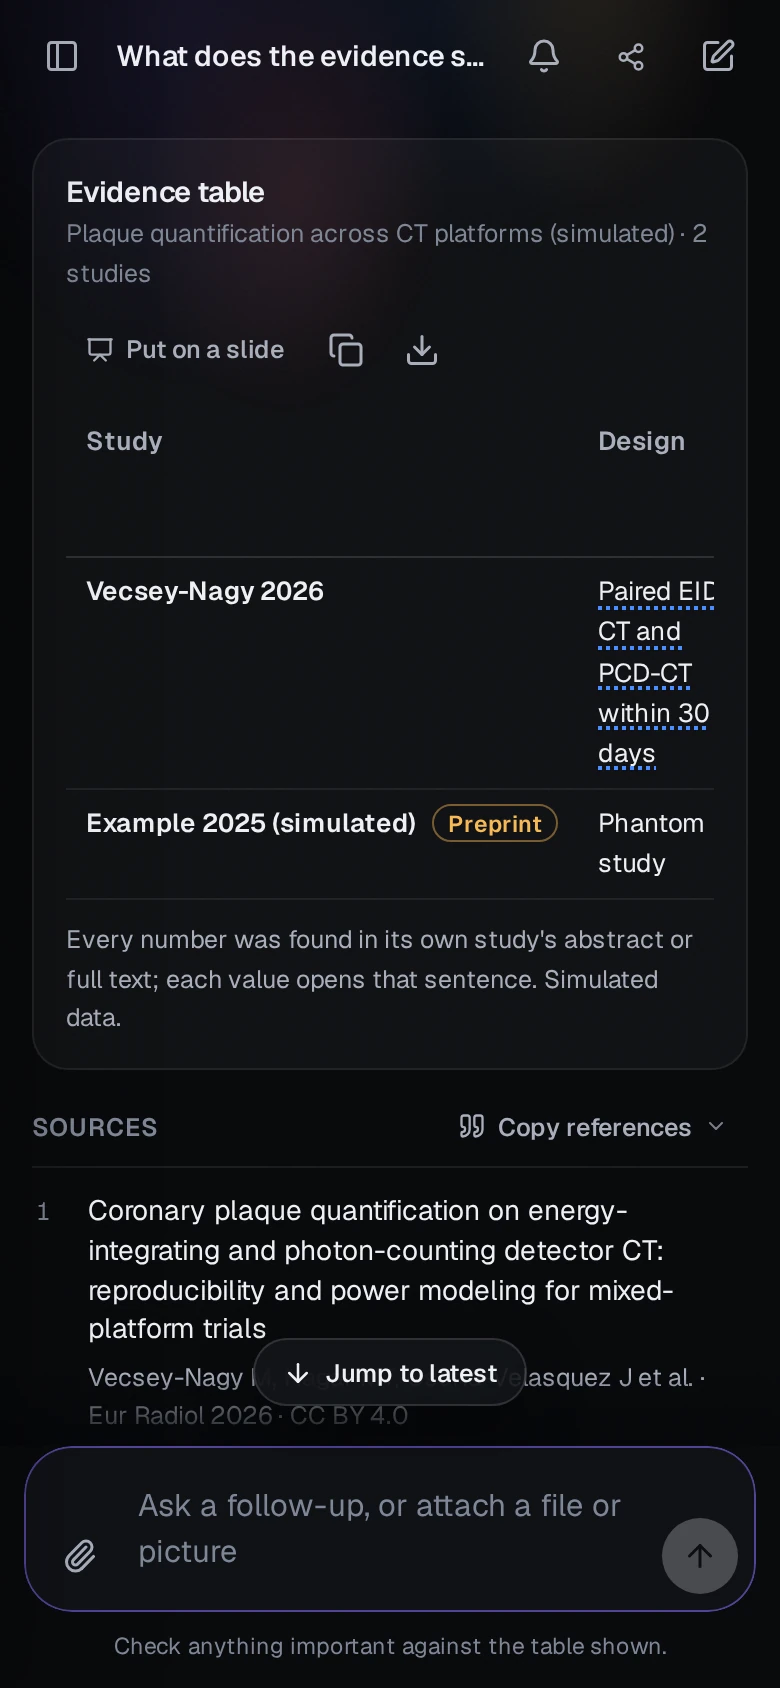 What does the evidence s...
Evidence table
Plaque quantification across CT platforms (simulated) · 2
studies
Put on a slide
Study Design
Vecsey-Nagy 2026 Paired EID
CT and
PCD-CT
within 30
days
Example 2025 (simulated) Preprint Phantom
study
Every number was found in its own study's abstract or
full text; each value opens that sentence. Simulated
data.
SOURCES Copy references
1 Coronary plaque quantification on energy-
integrating and photon-counting detector CT:
reproducibility and power modeling for mixed-
platform trials
Jump to latest
Vecsey-Nagy elasquez J et al. ·
Eur Radiol 2026 · CC BY 4.0
Ask a follow-up, or attach a file or
picture
Check anything important against the table shown.